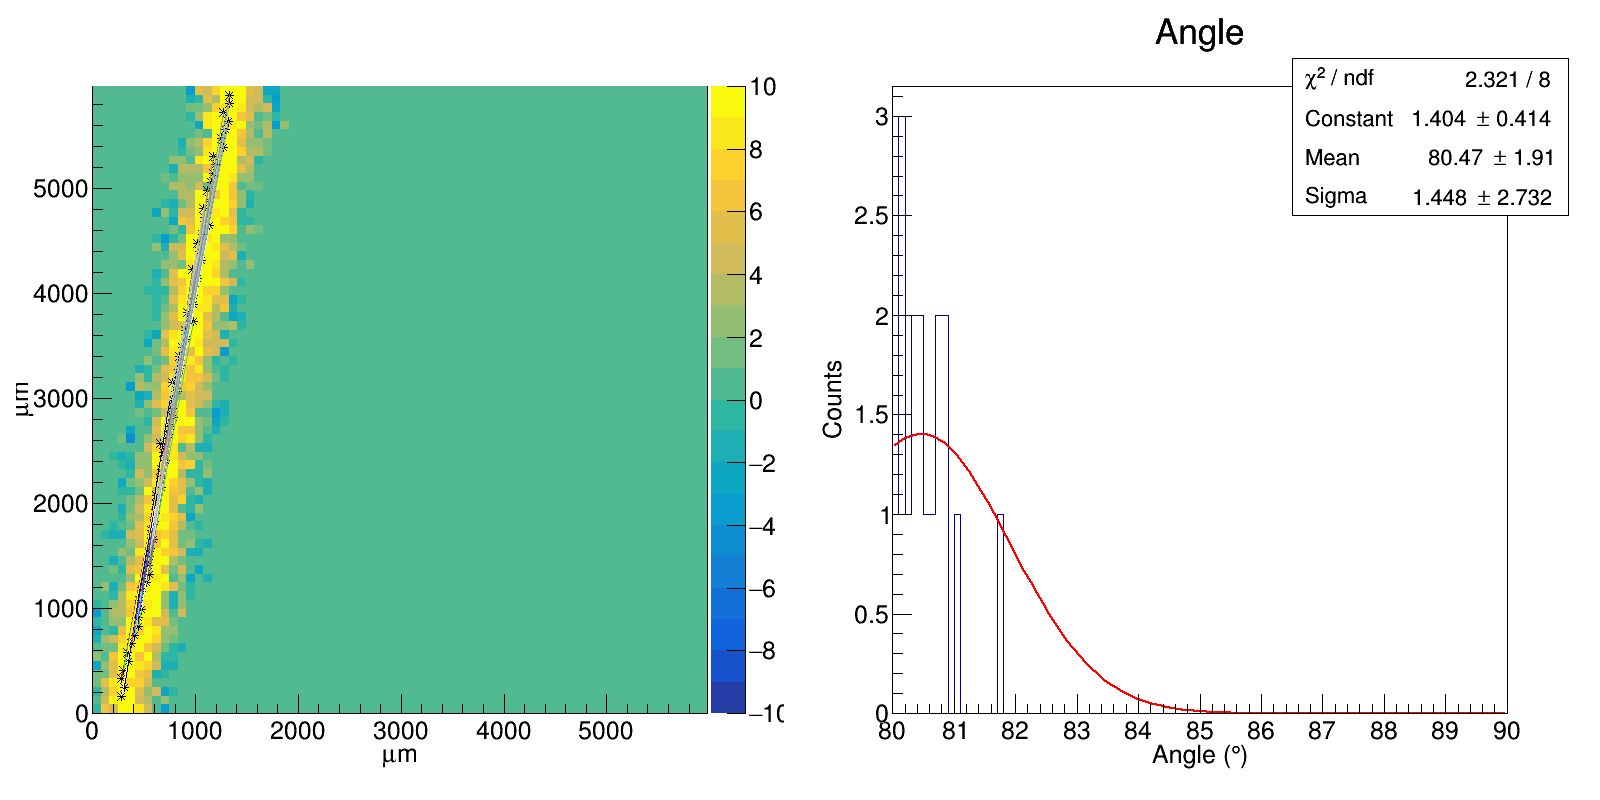 Angle
χ² / ndf 2.321 / 8
Constant 1.404 ± 0.414
Mean 80.47 ± 1.91
Sigma 1.448 ± 2.732
μm
5000
4000
3000
2000
1000
0
0 1000 2000 3000 4000 5000
μm
10
8
6
4
2
0
−2
−4
−6
−8
−10
Counts
3
2.5
2
1.5
1
0.5
0
80 81 82 83 84 85 86 87 88 89 90
Angle (°)